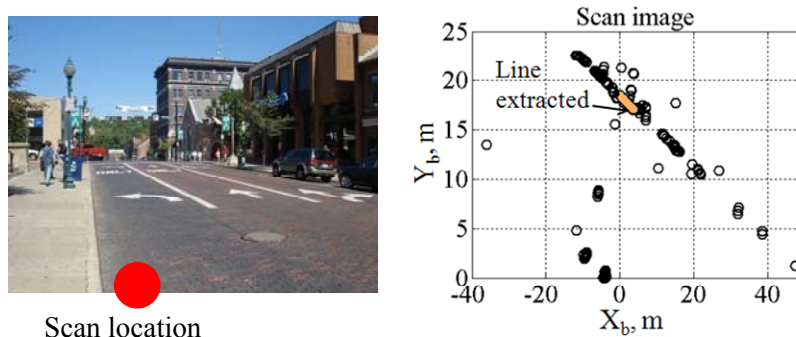 Scan location
Scan image
25
20
15
10
5
0
Y_b, m
Line
extracted
-40 -20 0 20 40
X_b, m